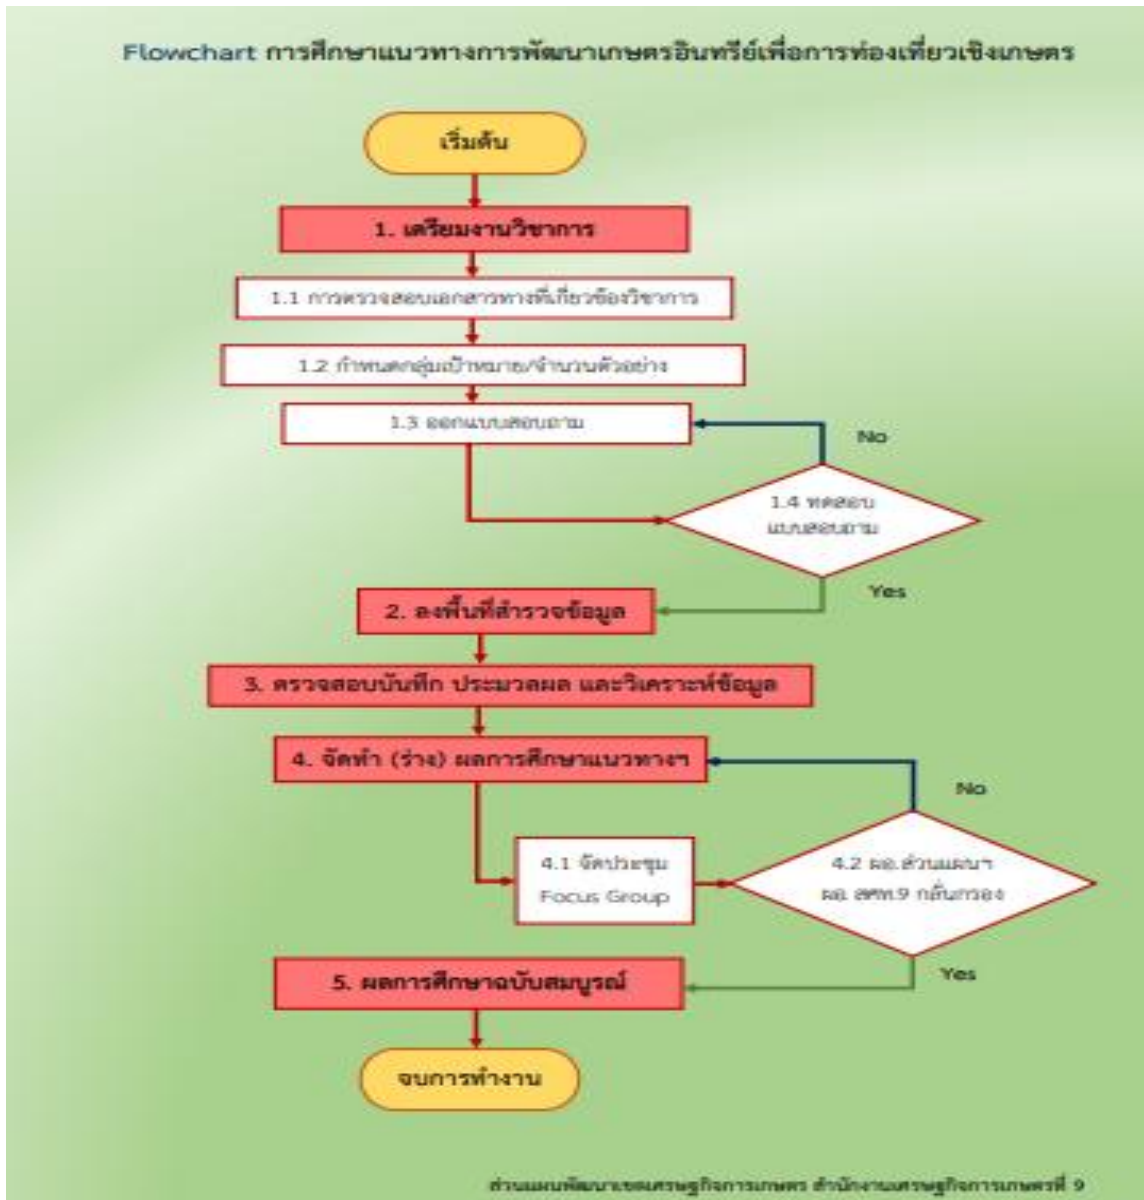 Flowchart การศึกษาแนวทางการพัฒนาเกษตรอินทรีย์เพื่อการท่องเที่ยวเชิงเกษตร
เริ่มต้น
1. เตรียมงานวิชาการ
1.1 การตรวจสอบเอกสารทางที่เกี่ยวข้องวิชาการ
1.2 กำหนดกลุ่มเป้าหมาย/จำนวนตัวอย่าง
1.3 ออกแบบสอบถาม
No
1.4 ทดสอบ
แบบสอบถาม
Yes
2. ลงพื้นที่สำรวจข้อมูล
3. ตรวจสอบบันทึก ประมวลผล และวิเคราะห์ข้อมูล
4. จัดทำ (ร่าง) ผลการศึกษาแนวทางฯ
No
4.1 จัดประชุม
Focus Group
4.2 ผอ.ส่วนแผนฯ
ผอ. สศท.9 กลั่นกรอง
Yes
5. ผลการศึกษาฉบับสมบูรณ์
จบการทำงาน
ส่วนแผนพัฒนาเขตเศรษฐกิจการเกษตร สำนักงานเศรษฐกิจการเกษตรที่ 9